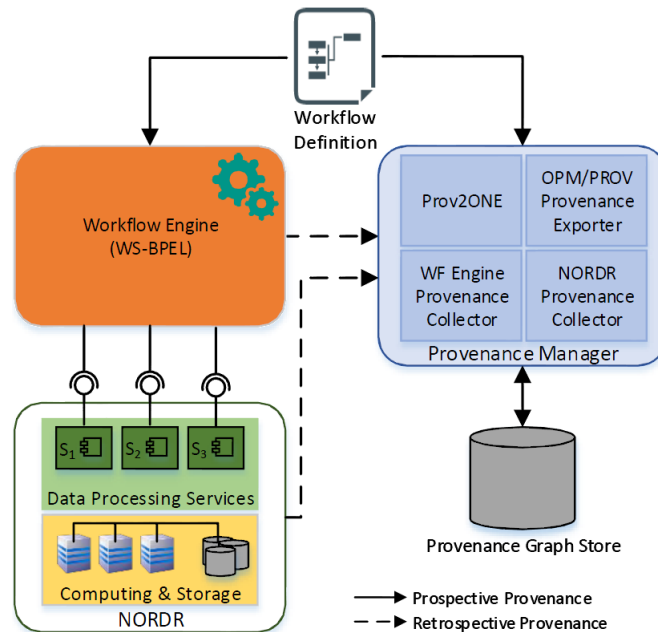 Workflow
Definition
Workflow Engine
(WS-BPEL)
Prov2ONE
OPM/PROV
Provenance
Exporter
WF Engine
Provenance
Collector
NORDR
Provenance
Collector
Provenance Manager
S1
S2
S3
Data Processing Services
Computing & Storage
NORDR
Provenance Graph Store
Prospective Provenance
Retrospective Provenance